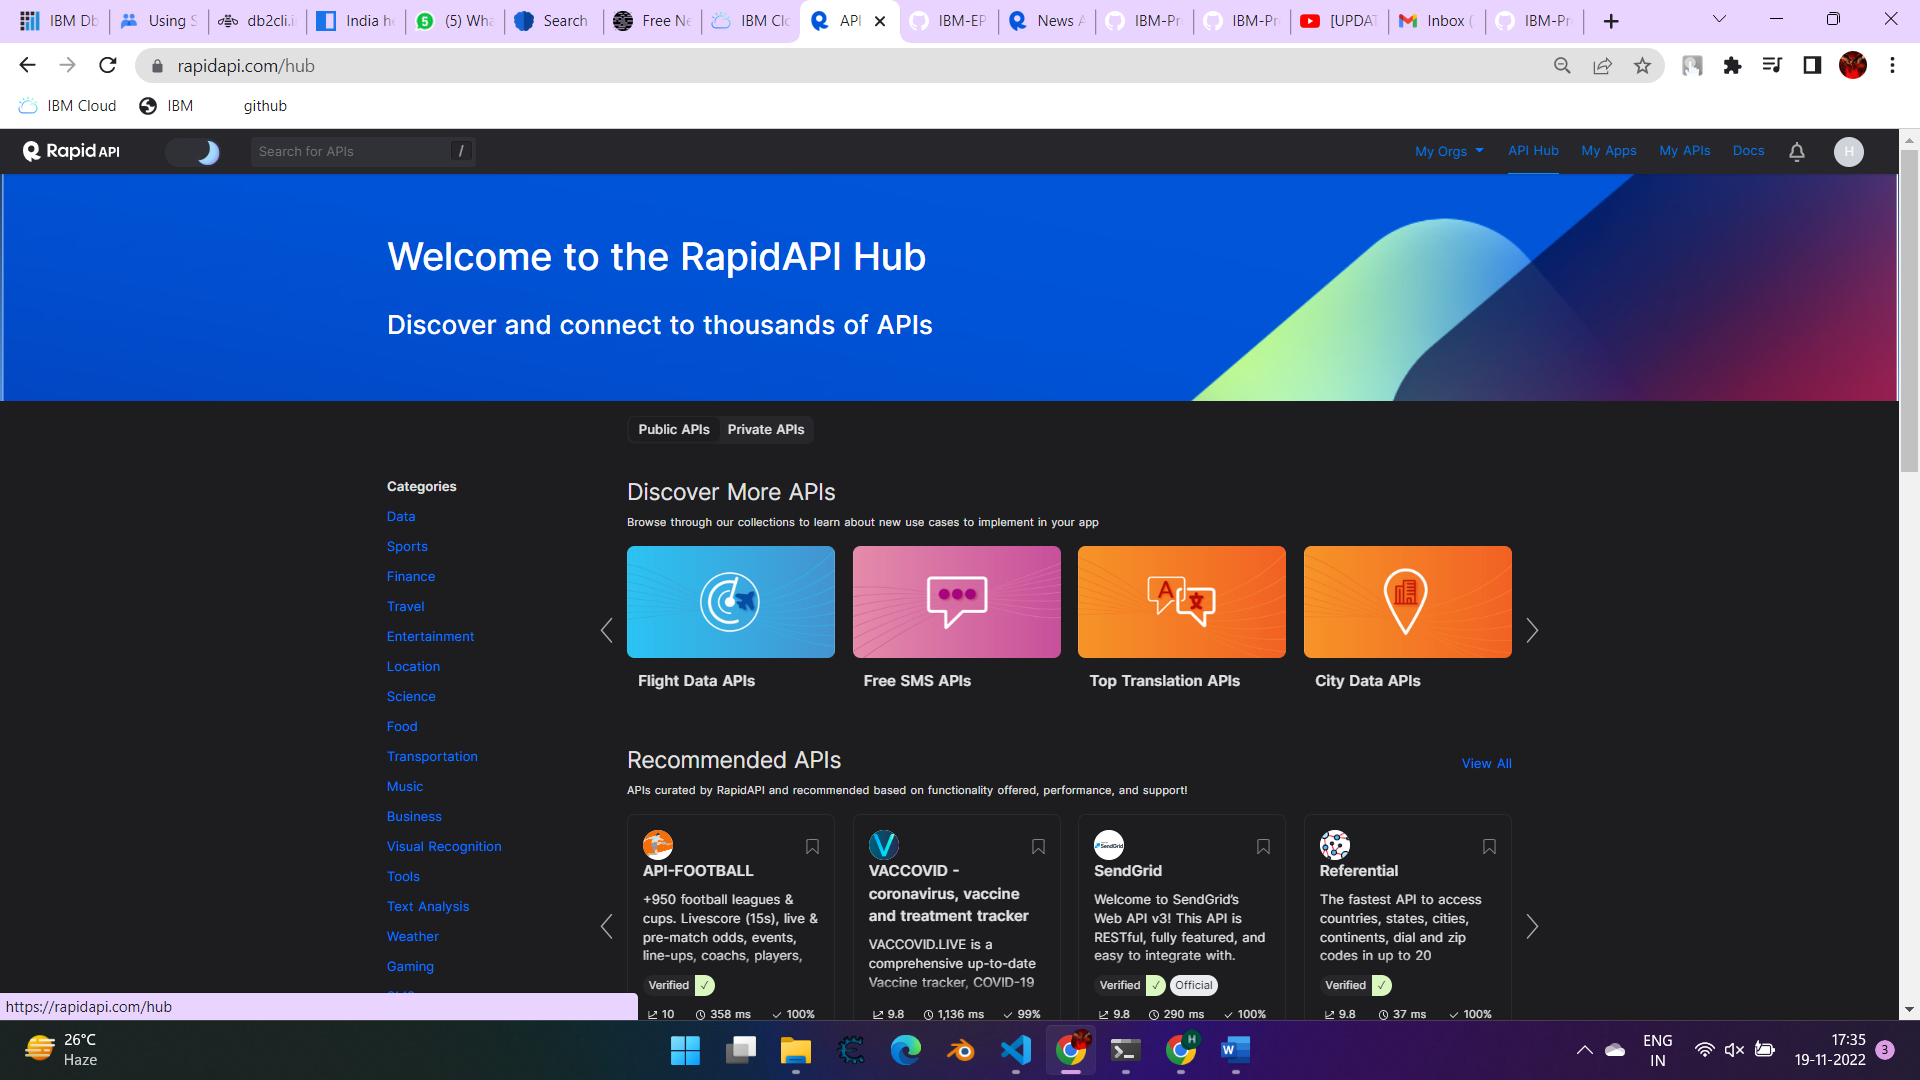 IBM Db
Using S
db2cli.i
India he
(5) Wha
Search
Free Ne
IBM Clo
API
IBM-EP
News A
IBM-Pr
IBM-Pr
[UPDAT
Inbox (
IBM-Pr
rapidapi.com/hub
IBM Cloud
IBM
github
Rapid API
Search for APIs
/
My Orgs
API Hub
My Apps
My APIs
Docs
H
Welcome to the RapidAPI Hub
Discover and connect to thousands of APIs
Public APIs
Private APIs
Categories
Data
Sports
Finance
Travel
Entertainment
Location
Science
Food
Transportation
Music
Business
Visual Recognition
Tools
Text Analysis
Weather
Gaming
Discover More APIs
Browse through our collections to learn about new use cases to implement in your app
A 文
Flight Data APIs
Free SMS APIs
Top Translation APIs
City Data APIs
Recommended APIs
View All
APIs curated by RapidAPI and recommended based on functionality offered, performance, and support!
API-FOOTBALL
+950 football leagues &
cups. Livescore (15s), live &
pre-match odds, events,
line-ups, coachs, players,
Verified ✓
10 358 ms 100%
V
VACCOVID -
coronavirus, vaccine
and treatment tracker
VACCOVID.LIVE is a
comprehensive up-to-date
Vaccine tracker, COVID-19
9.8 1,136 ms 99%
SendGrid
SendGrid
Welcome to SendGrid's
Web API v3! This API is
RESTful, fully featured, and
easy to integrate with.
Verified ✓ Official
9.8 290 ms 100%
Referential
The fastest API to access
countries, states, cities,
continents, dial and zip
codes in up to 20
Verified ✓
9.8 37 ms 100%
https://rapidapi.com/hub
26°C
Haze
H
W
ENG
IN
17:35
19-11-2022
3